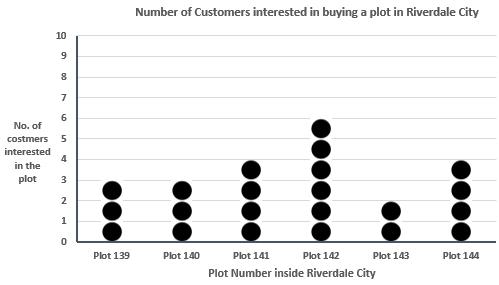 Number of Customers interested in buying a plot in Riverdale City
10
9
8
7
6
5
4
3
2
1
0
No. of
costmers
interested
in the
plot
Plot 139 Plot 140 Plot 141 Plot 142 Plot 143 Plot 144
Plot Number inside Riverdale City